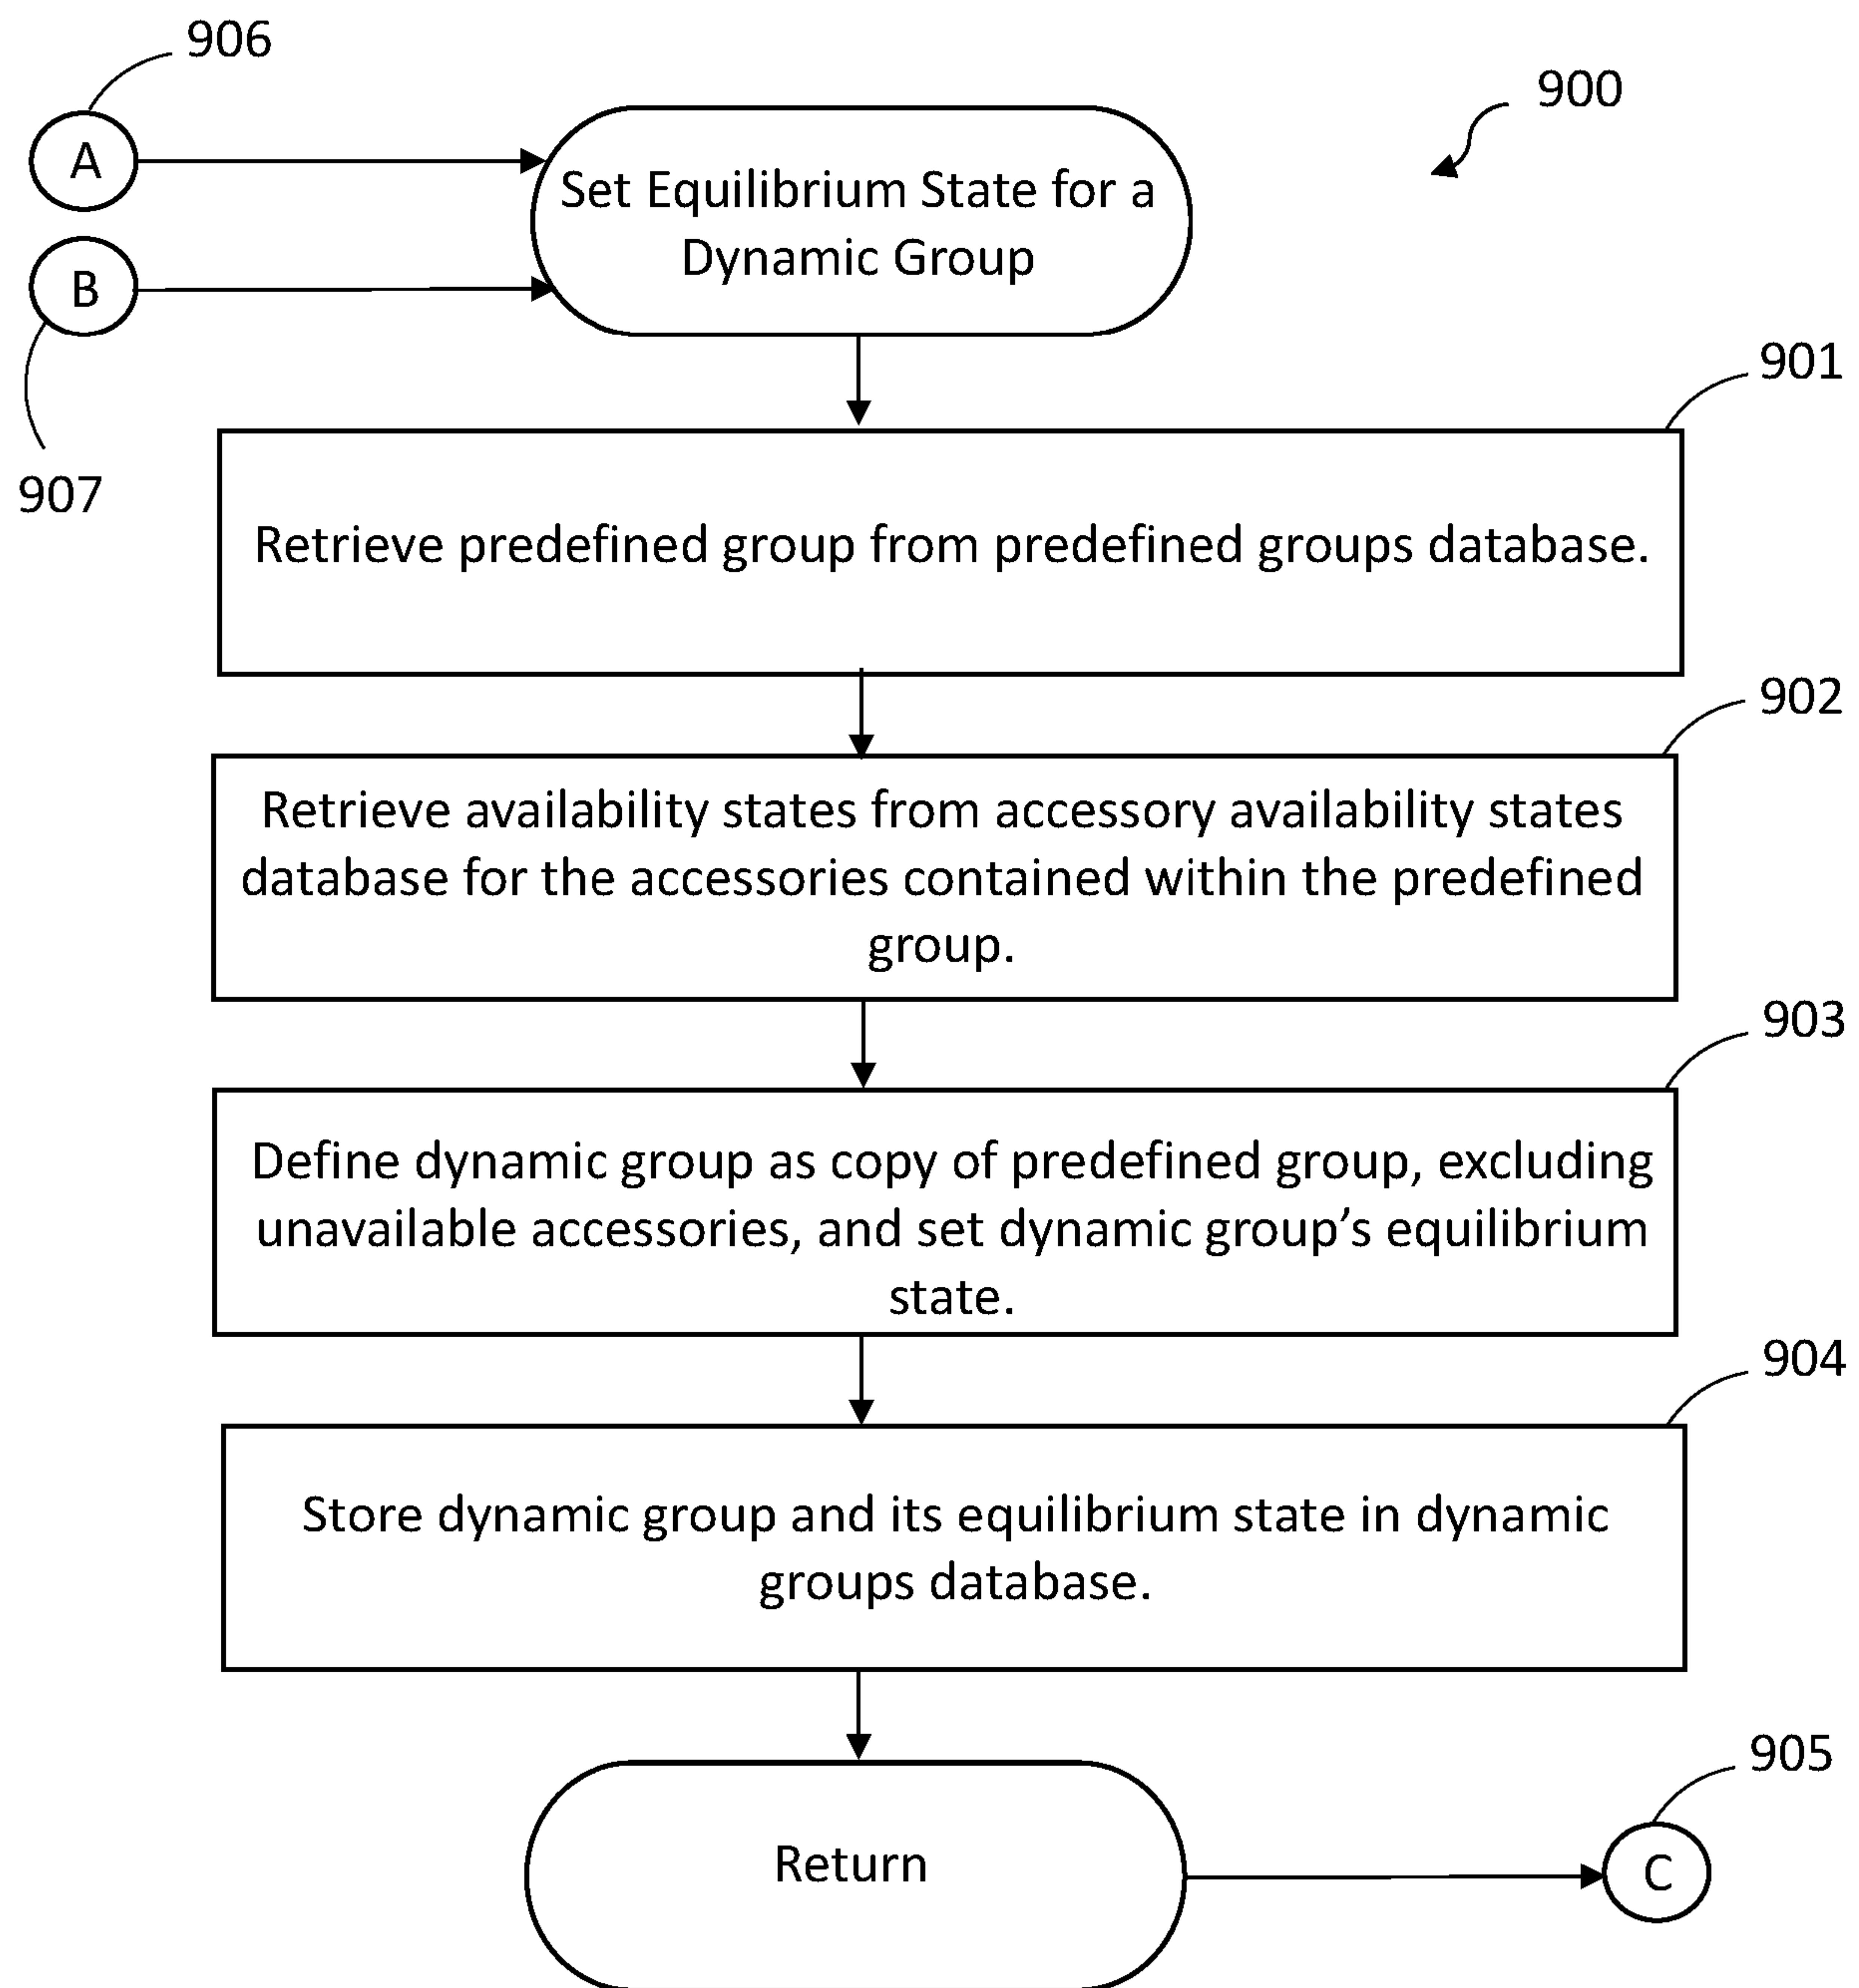 906
900
A
Set Equilibrium State for a
Dynamic Group
B
901
907
Retrieve predefined group from predefined groups database.
902
Retrieve availability states from accessory availability states
database for the accessories contained within the predefined
group.
903
Define dynamic group as copy of predefined group, excluding
unavailable accessories, and set dynamic group’s equilibrium
state.
904
Store dynamic group and its equilibrium state in dynamic
groups database.
905
Return
C